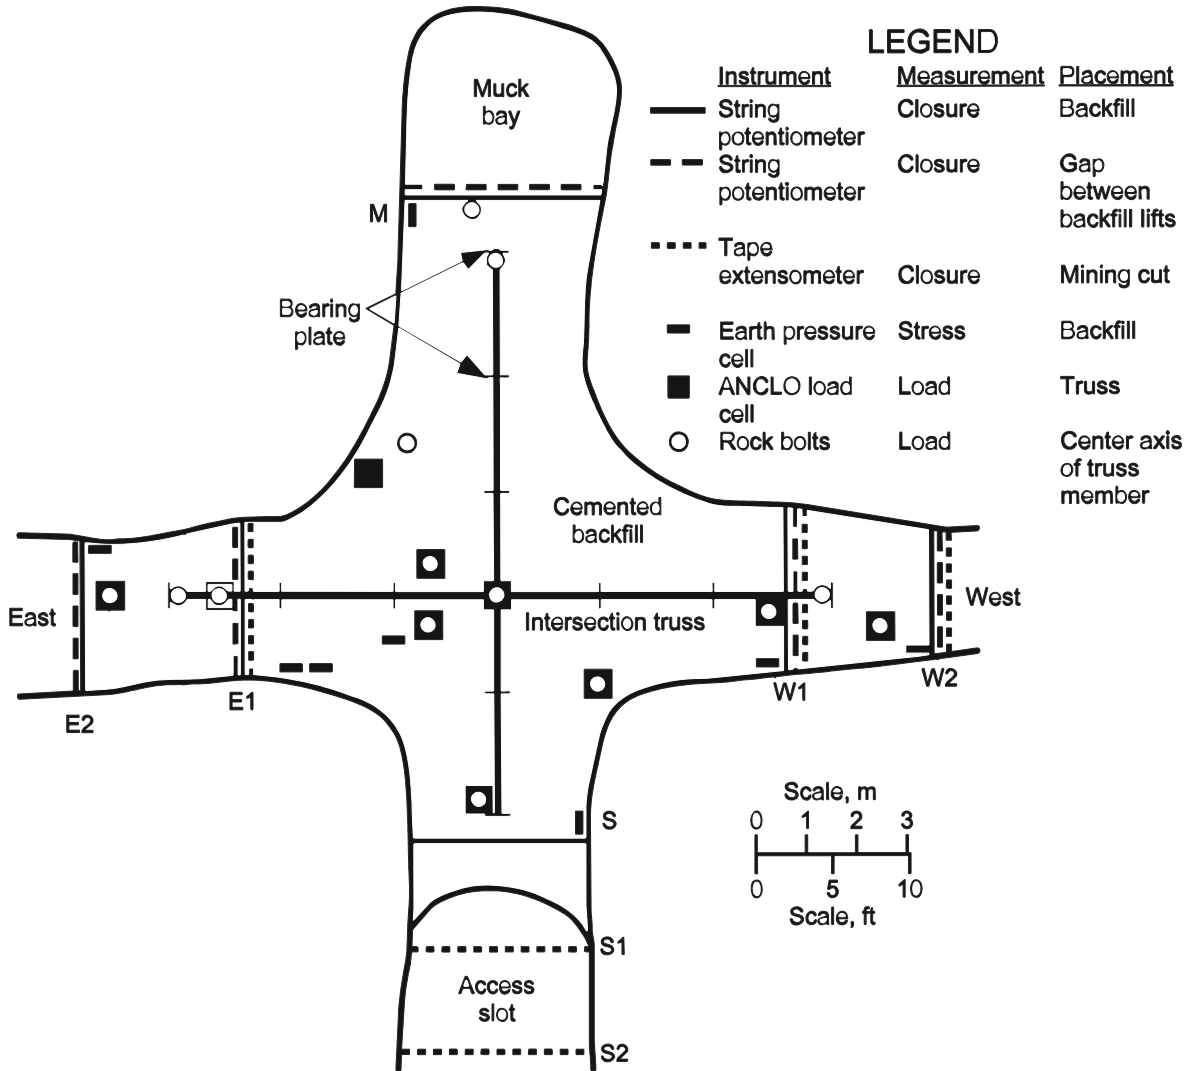 LEGEND
Instrument Measurement Placement
String Closure Backfill
potentiometer
String Closure Gap
potentiometer between
backfill lifts
Tape
extensometer Closure Mining cut
Earth pressure Stress Backfill
cell
ANCLO load Load Truss
cell
Rock bolts Load Center axis
of truss
member
Muck
bay
M
Bearing
plate
Cemented
backfill
East
Intersection truss
West
E2
E1
W1
W2
S
Scale, m
0 1 2 3
0 5 10
Scale, ft
S1
Access
slot
S2